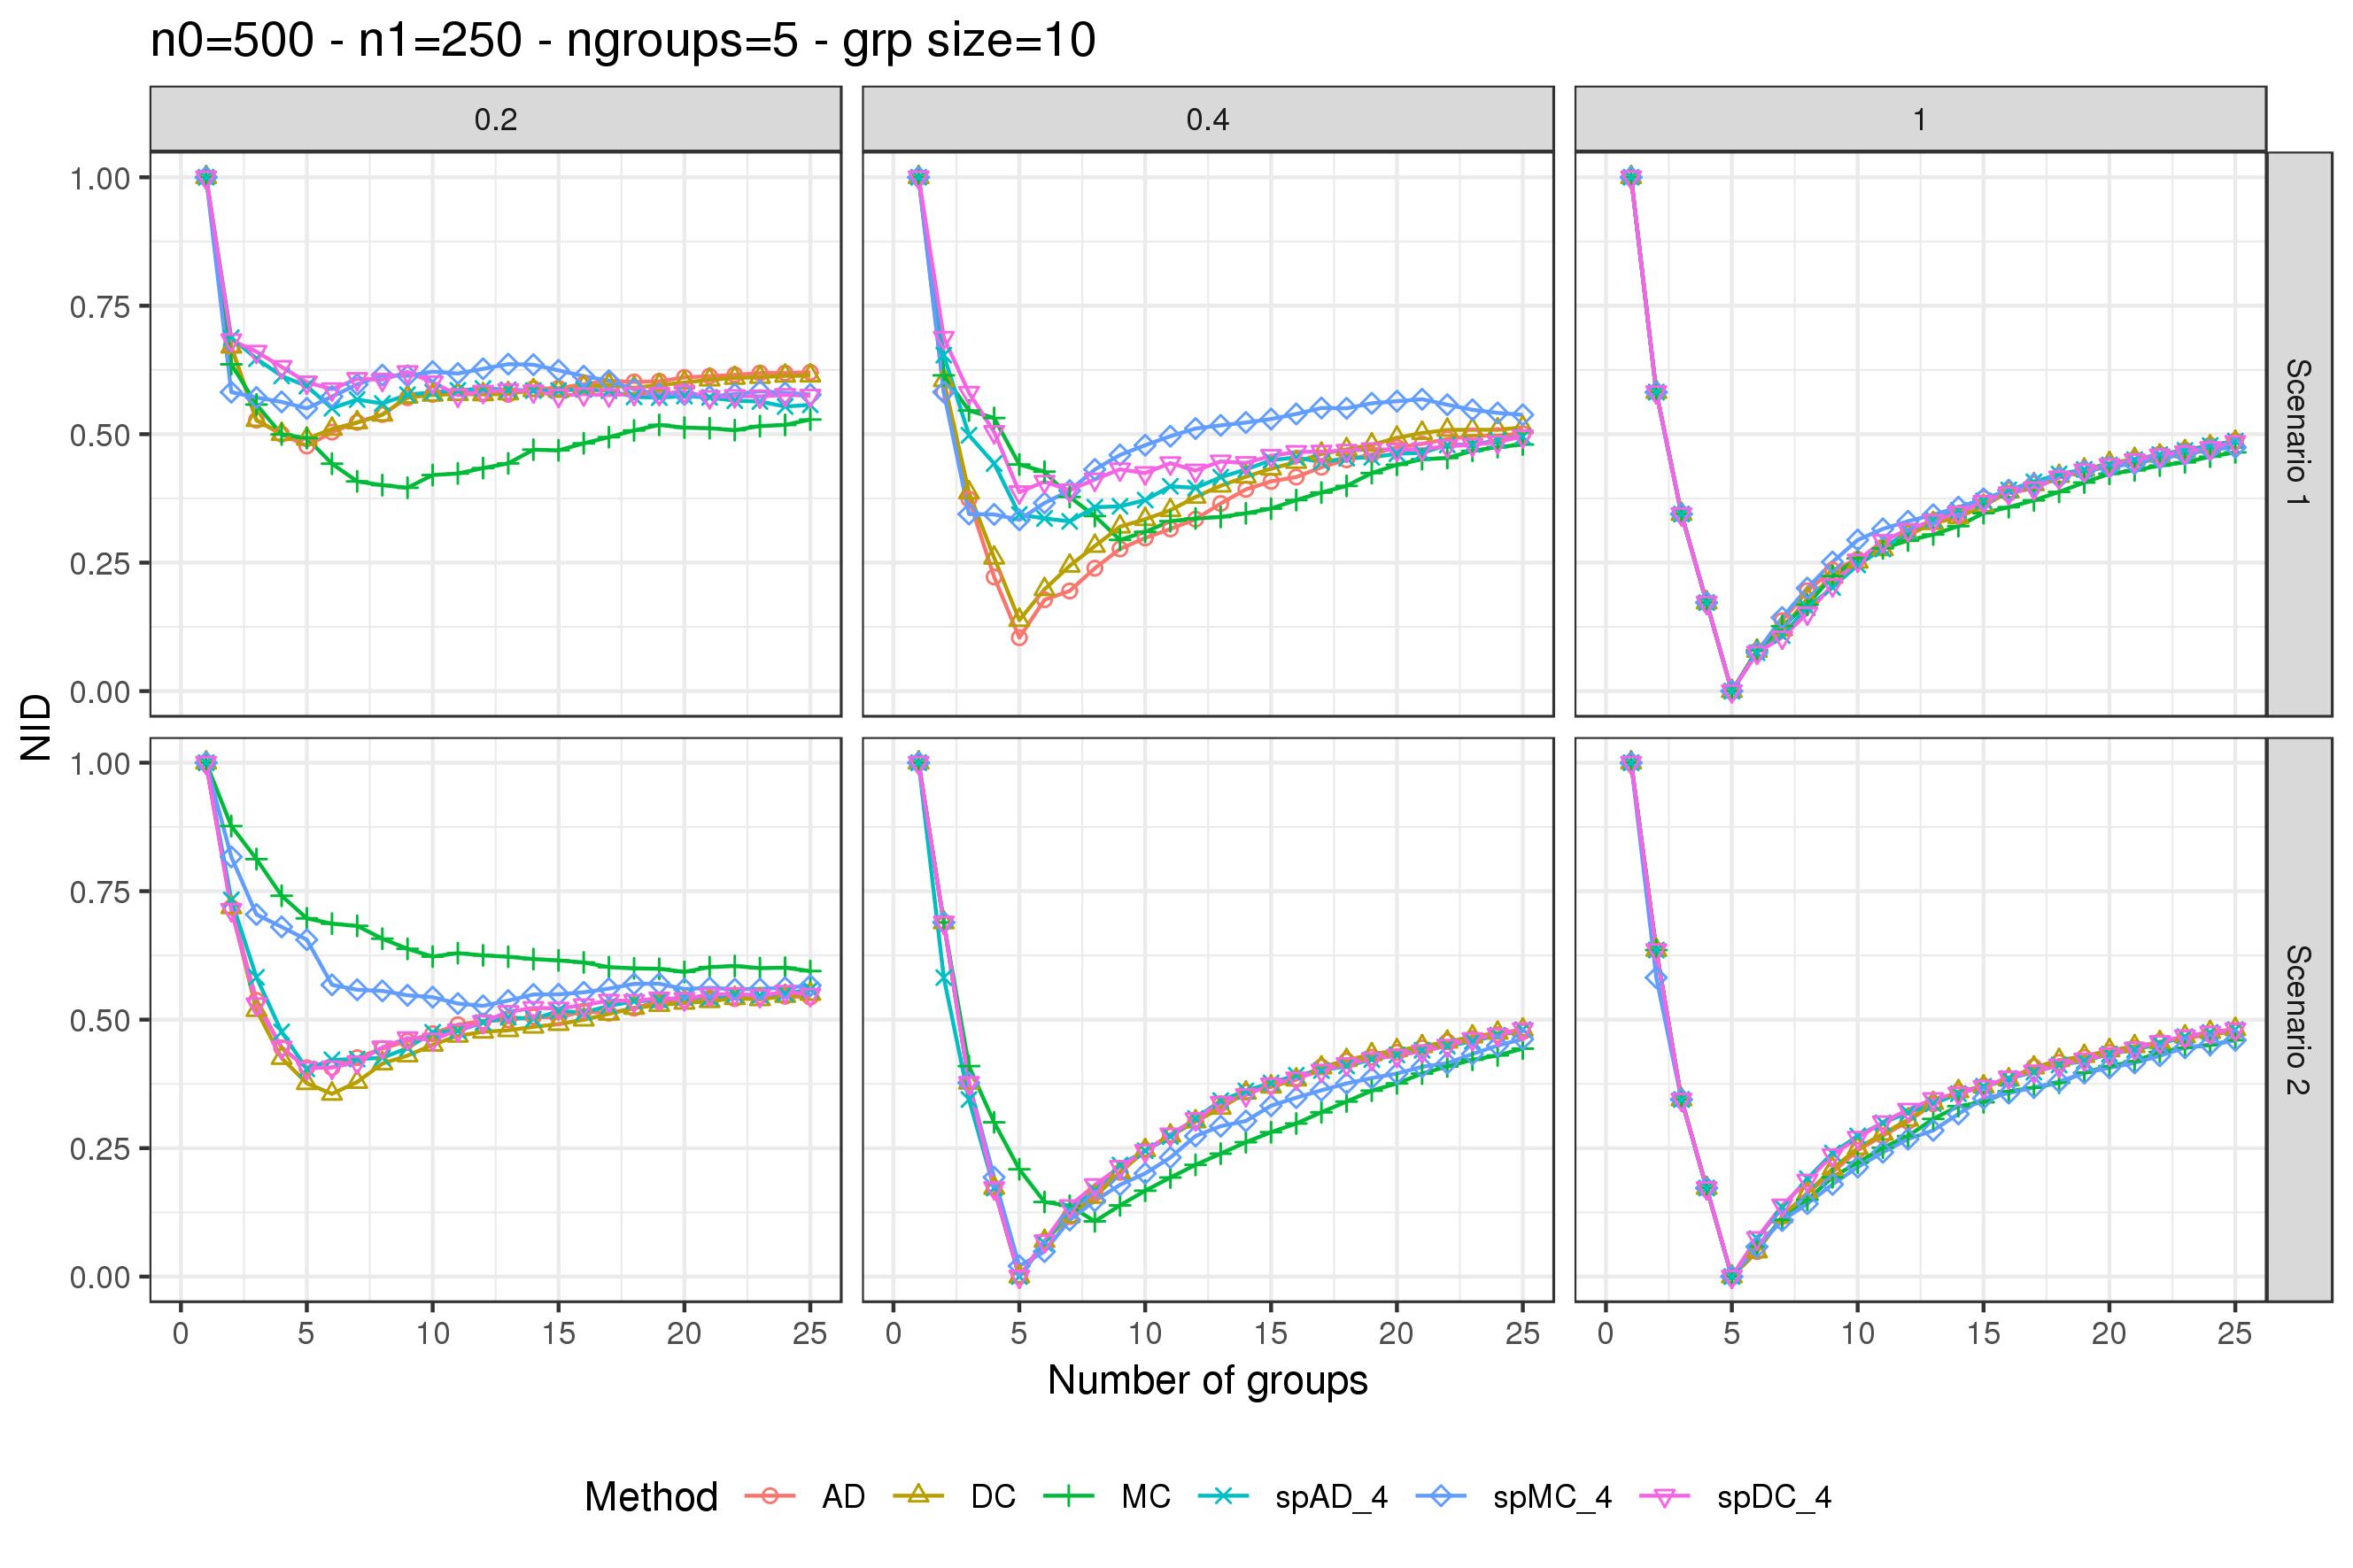 n0=500 - n1=250 - ngroups=5 - grp size=10
0.2 0.4 1
1.00
0.75
0.50
0.25
0.00
Scenario 1
NID
1.00
0.75
0.50
0.25
0.00
Scenario 2
0 5 10 15 20 25 0 5 10 15 20 25 0 5 10 15 20 25
Number of groups
Method AD DC MC spAD_4 spMC_4 spDC_4